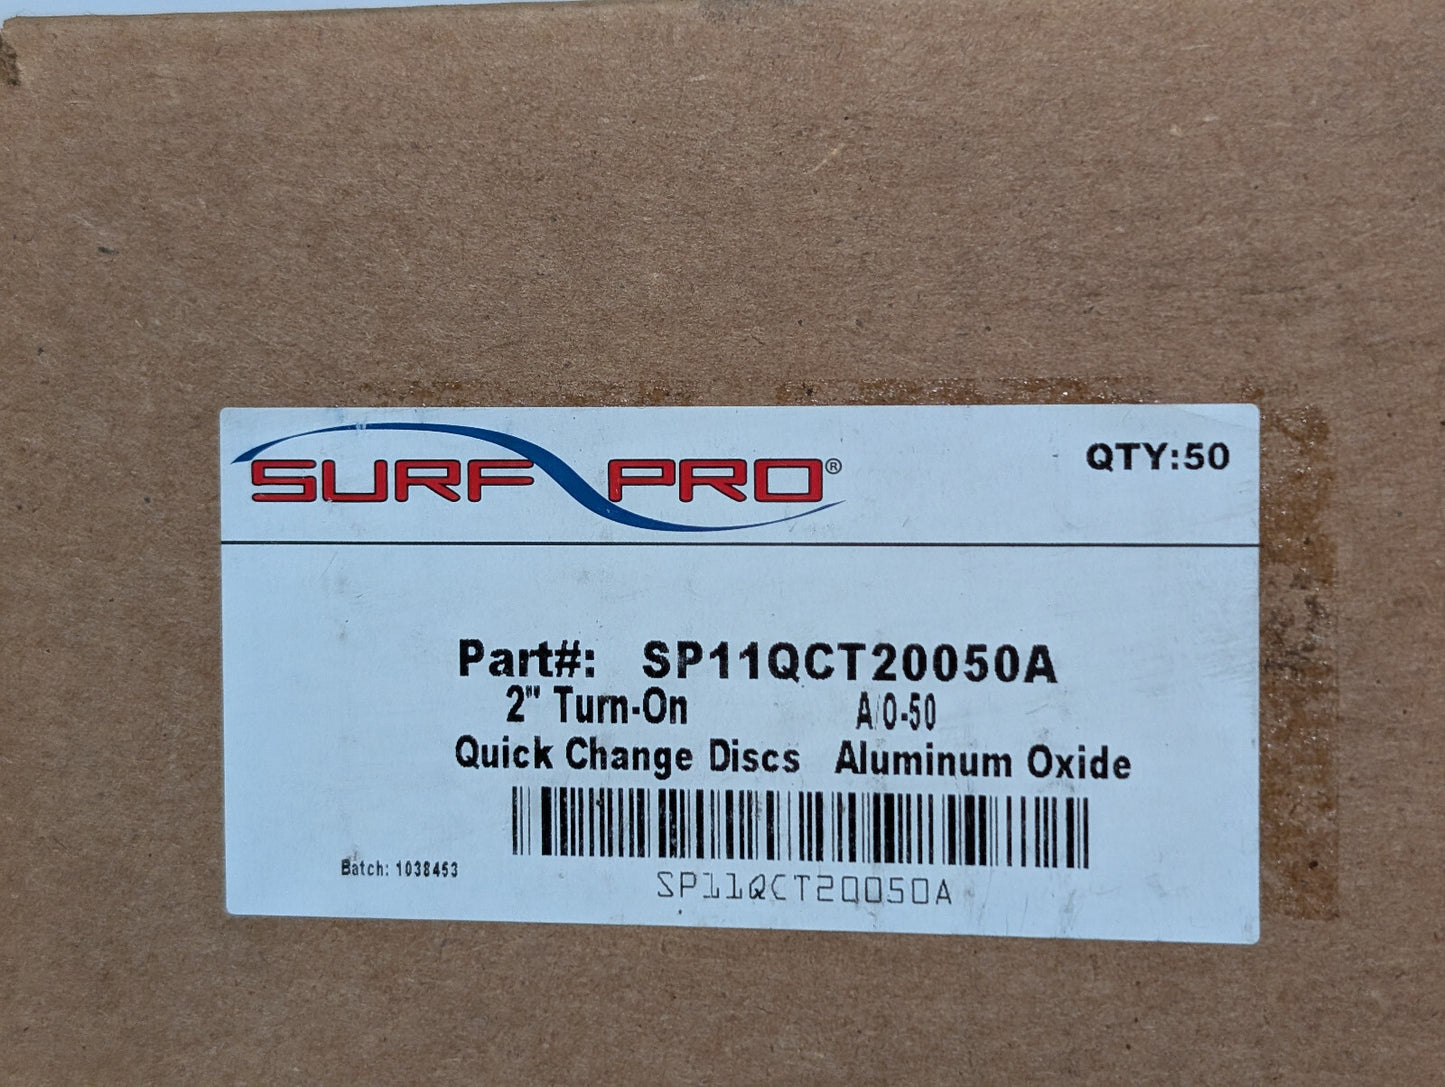 SURF PRO®
QTY:50
Part#: SP11QCT20050A
2" Turn-On A/O-50
Quick Change Discs Aluminum Oxide
Batch: 1038453
SP11QCT20050A